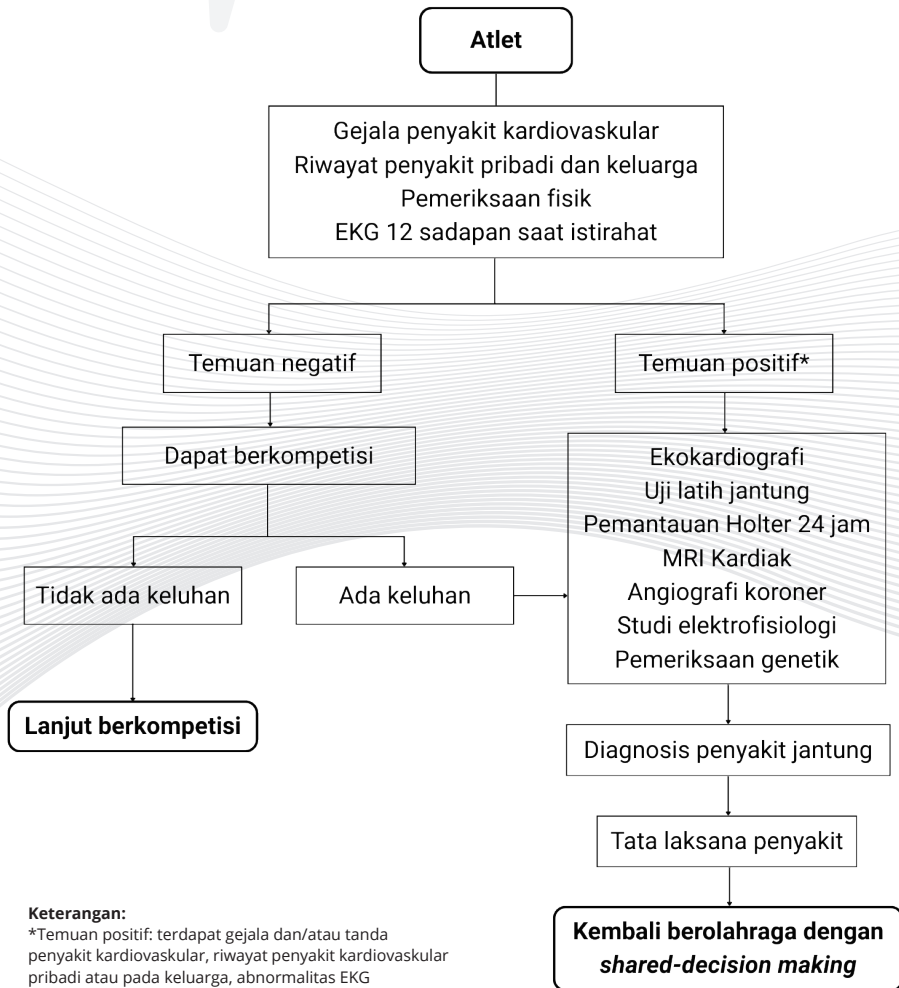 Atlet
Gejala penyakit kardiovaskular
Riwayat penyakit pribadi dan keluarga
Pemeriksaan fisik
EKG 12 sadapan saat istirahat
Temuan negatif
Temuan positif*
Dapat berkompetisi
Ekokardiografi
Uji latih jantung
Pemantauan Holter 24 jam
MRI Kardiak
Angiografi koroner
Studi elektrofisiologi
Pemeriksaan genetik
Tidak ada keluhan
Ada keluhan
Lanjut berkompetisi
Diagnosis penyakit jantung
Tata laksana penyakit
Kembali berolahraga dengan
shared-decision making
Keterangan:
*Temuan positif: terdapat gejala dan/atau tanda
penyakit kardiovaskular, riwayat penyakit kardiovaskular
pribadi atau pada keluarga, abnormalitas EKG